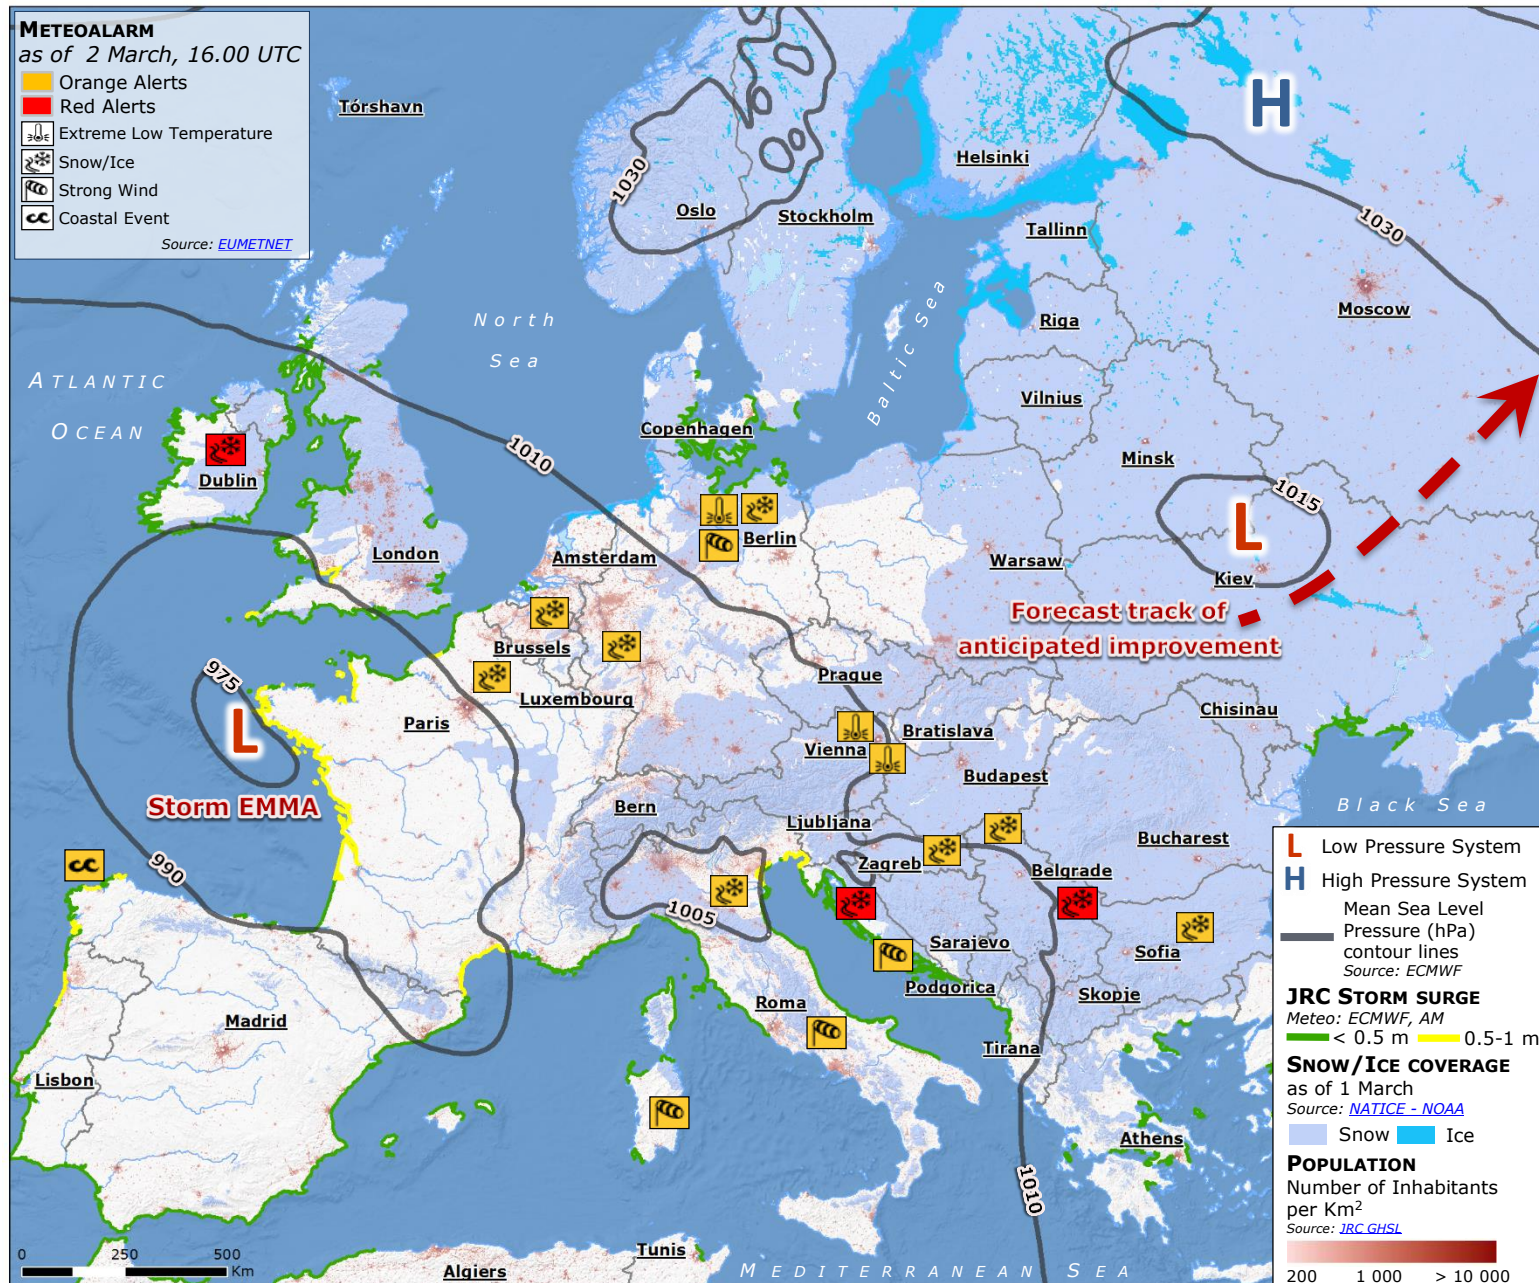 METEOALARM
as of 2 March, 16.00 UTC
Orange Alerts
Red Alerts
Extreme Low Temperature
Snow/Ice
Strong Wind
Coastal Event
Source: EUMETNET
Tórshavn
H
Helsinki
1030
Oslo
Stockholm
Tallinn
1030
Moscow
North
Sea
Baltic Sea
Riga
ATLANTIC
OCEAN
Vilnius
Copenhagen
1010
Minsk
Dublin
1015
L
London
Amsterdam
Berlin
Warsaw
Kiev
Forecast track of
anticipated improvement
Brussels
Prague
975
Luxembourg
Paris
Chisinau
L
Vienna
Bratislava
Budapest
Storm EMMA
Bern
Ljubljana
Black Sea
Bucharest
990
Zagreb
Belgrade
1005
Sarajevo
Sofia
Podgorica
Skopje
Roma
Madrid
Tirana
Lisbon
Athens
1010
Tunis
Algiers
MEDITERRANEAN SEA
0 250 500
Km
L Low Pressure System
H High Pressure System
Mean Sea Level
Pressure (hPa)
contour lines
Source: ECMWF
JRC STORM SURGE
Meteo: ECMWF, AM
< 0.5 m 0.5-1 m
SNOW/ICE COVERAGE
as of 1 March
Source: NATICE - NOAA
Snow Ice
POPULATION
Number of Inhabitants
per Km2
Source: JRC GHSL
200 1 000 > 10 000